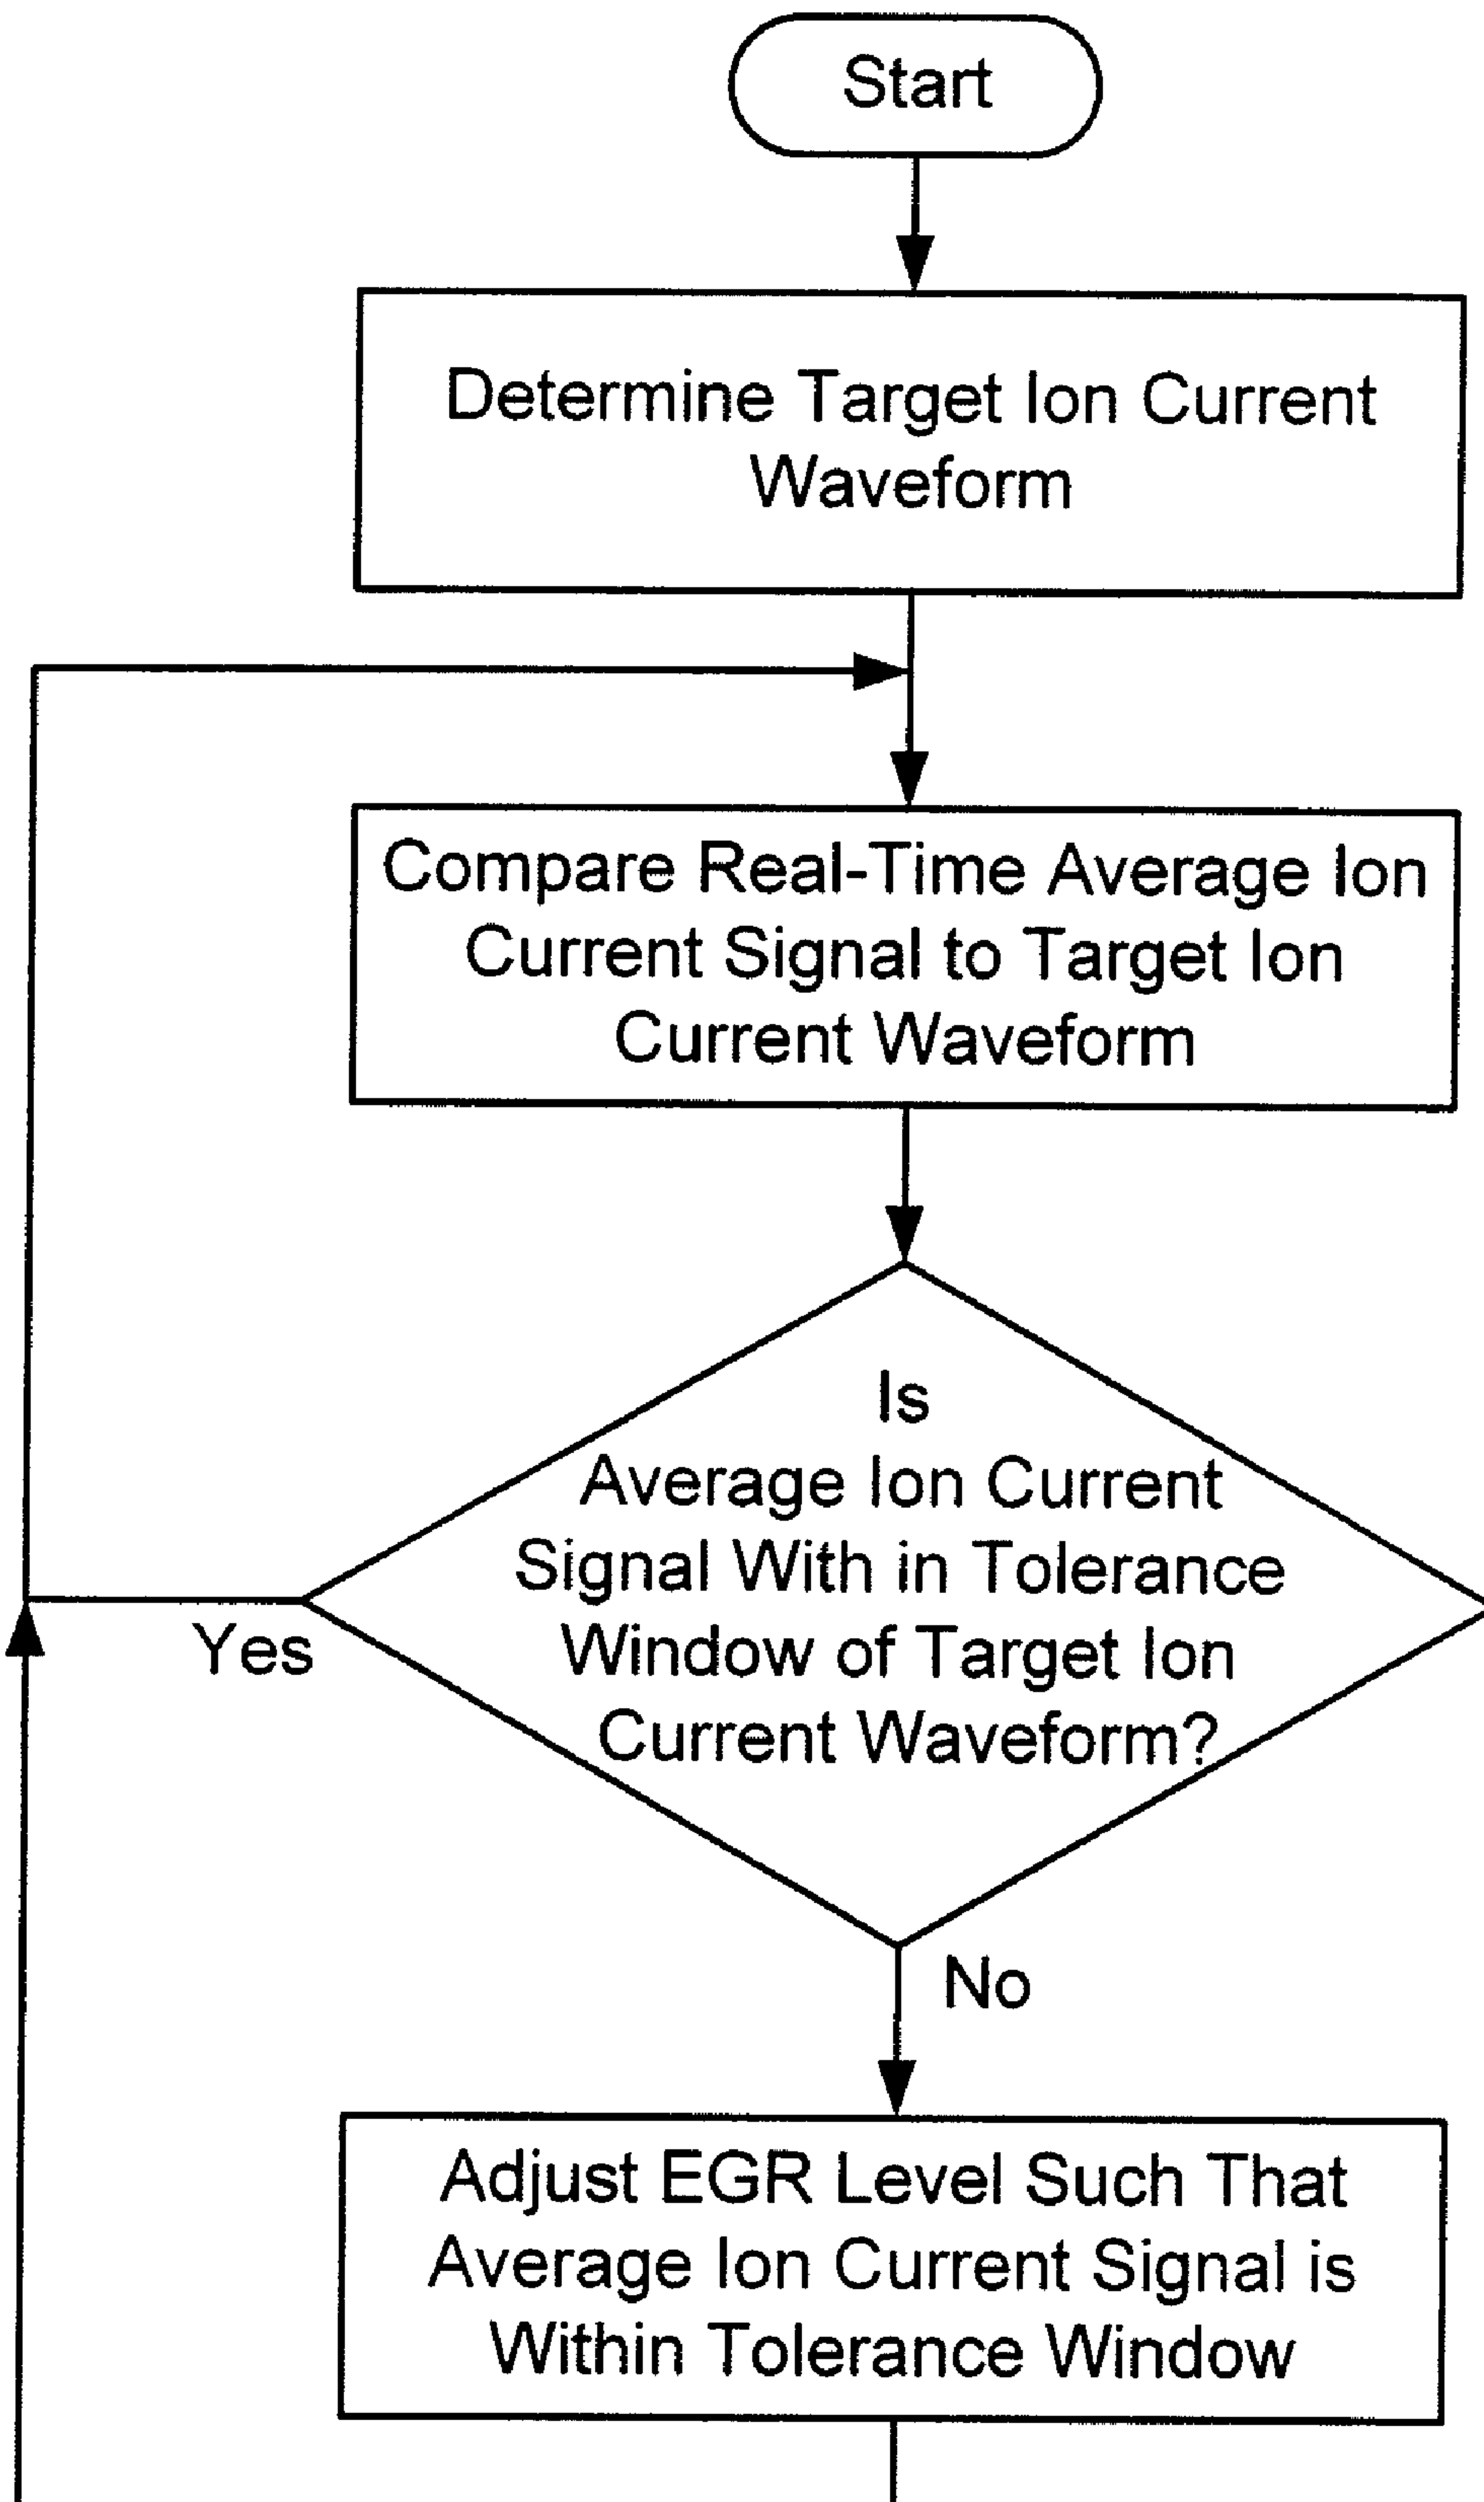 Start
Determine Target Ion Current
Waveform
Compare Real-Time Average Ion
Current Signal to Target Ion
Current Waveform
Is
Average Ion Current
Signal With in Tolerance
Window of Target Ion
Current Waveform?
Yes
No
Adjust EGR Level Such That
Average Ion Current Signal is
Within Tolerance Window